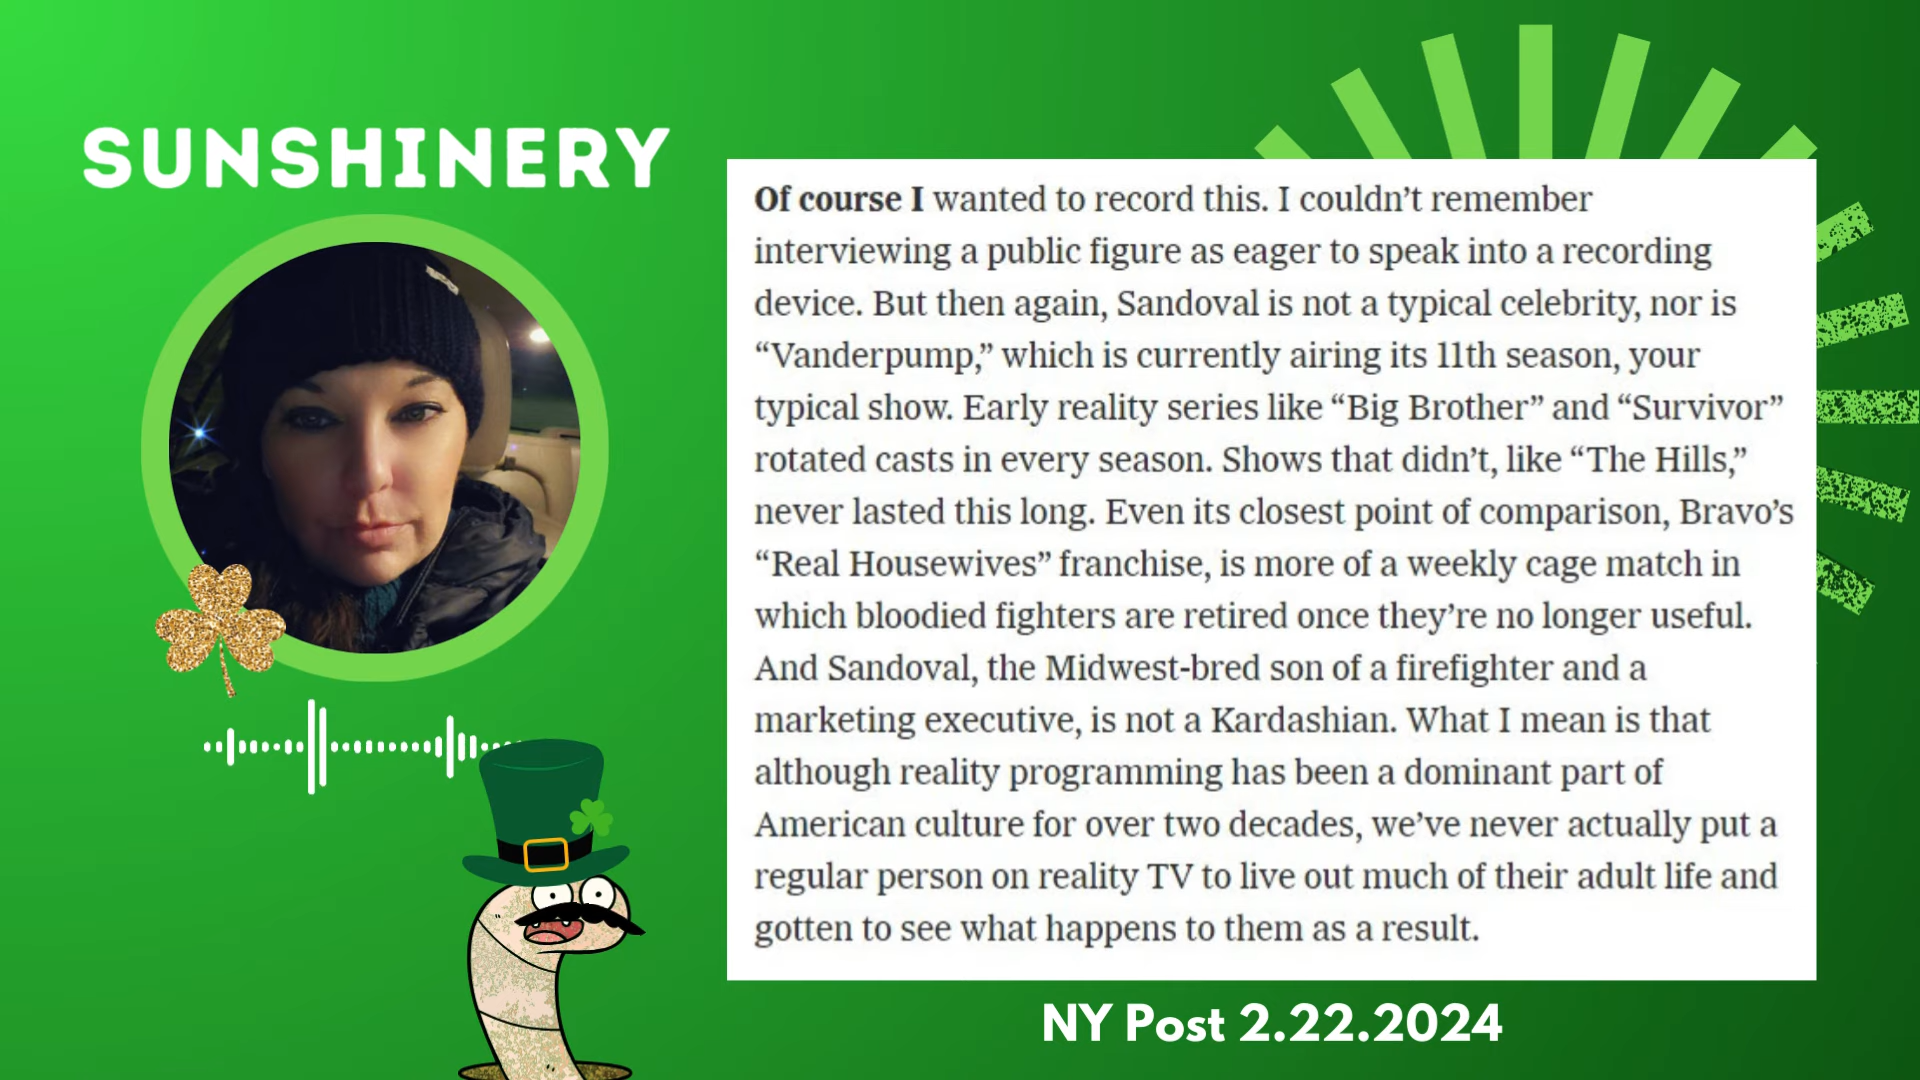 SUNSHINERY
Of course I wanted to record this. I couldn’t remember
interviewing a public figure as eager to speak into a recording
device. But then again, Sandoval is not a typical celebrity, nor is
“Vanderpump,” which is currently airing its 11th season, your
typical show. Early reality series like “Big Brother” and “Survivor”
rotated casts in every season. Shows that didn’t, like “The Hills,”
never lasted this long. Even its closest point of comparison, Bravo’s
“Real Housewives” franchise, is more of a weekly cage match in
which bloodied fighters are retired once they’re no longer useful.
And Sandoval, the Midwest-bred son of a firefighter and a
marketing executive, is not a Kardashian. What I mean is that
although reality programming has been a dominant part of
American culture for over two decades, we’ve never actually put a
regular person on reality TV to live out much of their adult life and
gotten to see what happens to them as a result.
NY Post 2.22.2024